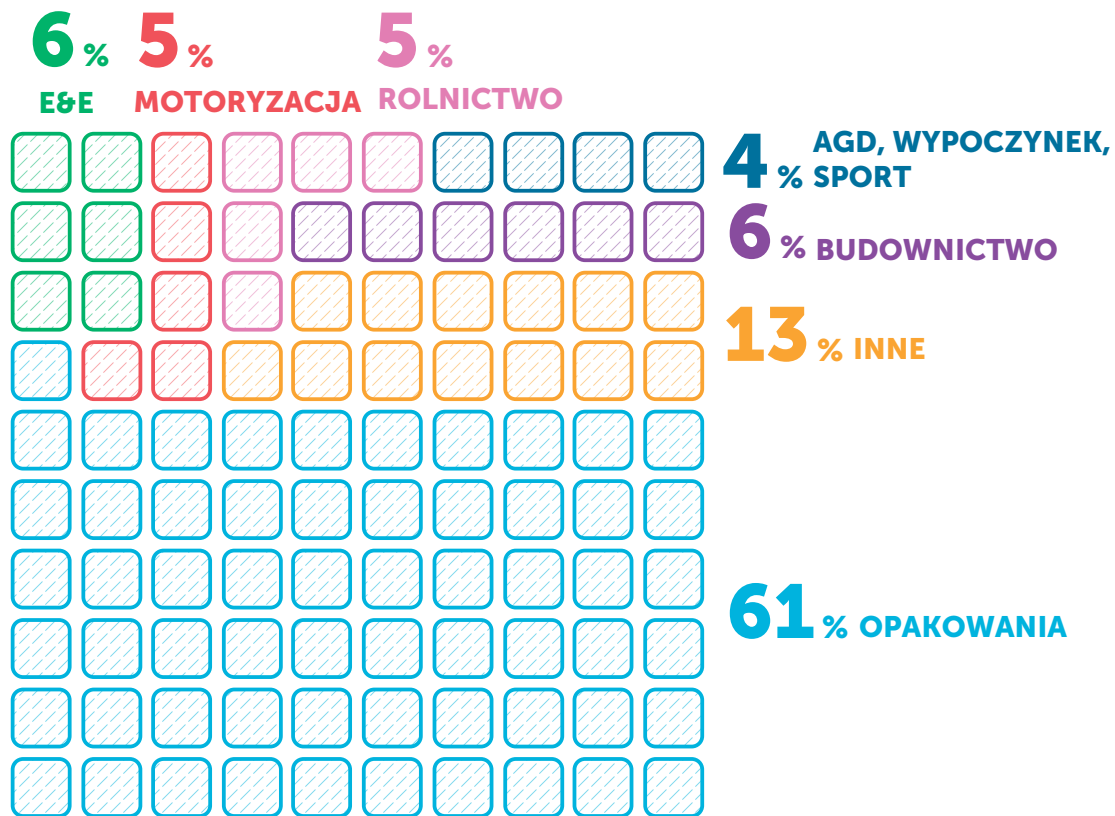 6 % 5 % 5 %
E&E MOTORYZACJA ROLNICTWO
4 % AGD, WYPOCZYNEK,
SPORT
6 % BUDOWNICTWO
13 % INNE
61 % OPAKOWANIA